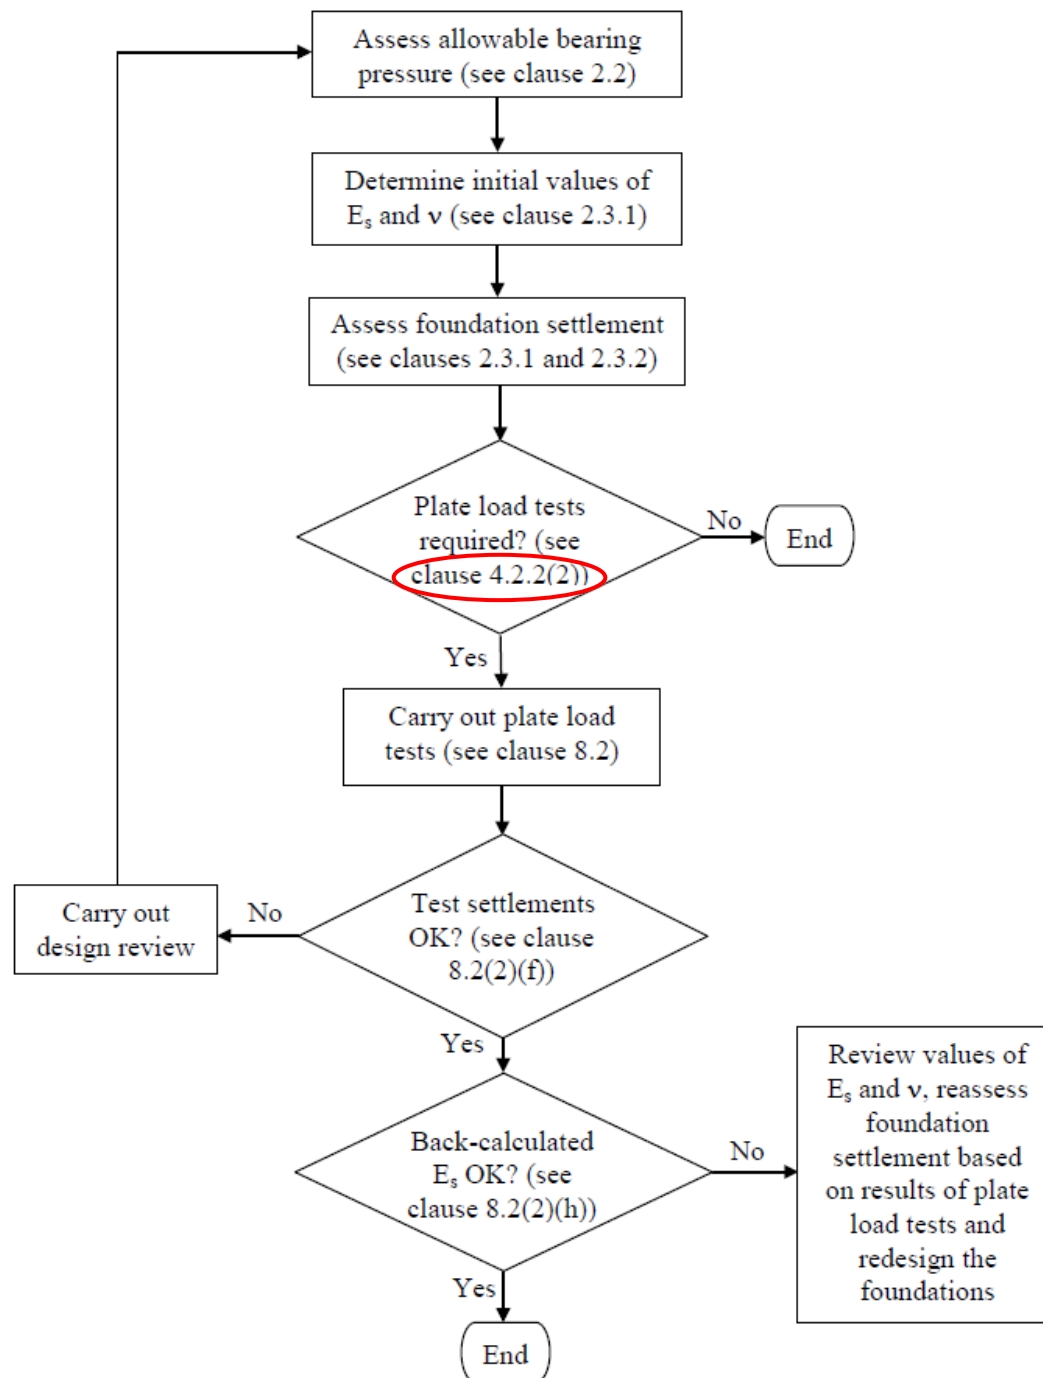 Assess allowable bearing
pressure (see clause 2.2)
Determine initial values of
Eₛ and ν (see clause 2.3.1)
Assess foundation settlement
(see clauses 2.3.1 and 2.3.2)
Plate load tests
required? (see
clause 4.2.2(2))
No
End
Yes
Carry out plate load
tests (see clause 8.2)
Test settlements
OK? (see clause
8.2(2)(f))
No
Carry out
design review
Yes
Back-calculated
Eₛ OK? (see
clause 8.2(2)(h))
No
Review values of
Eₛ and ν, reassess
foundation
settlement based
on results of plate
load tests and
redesign the
foundations
Yes
End